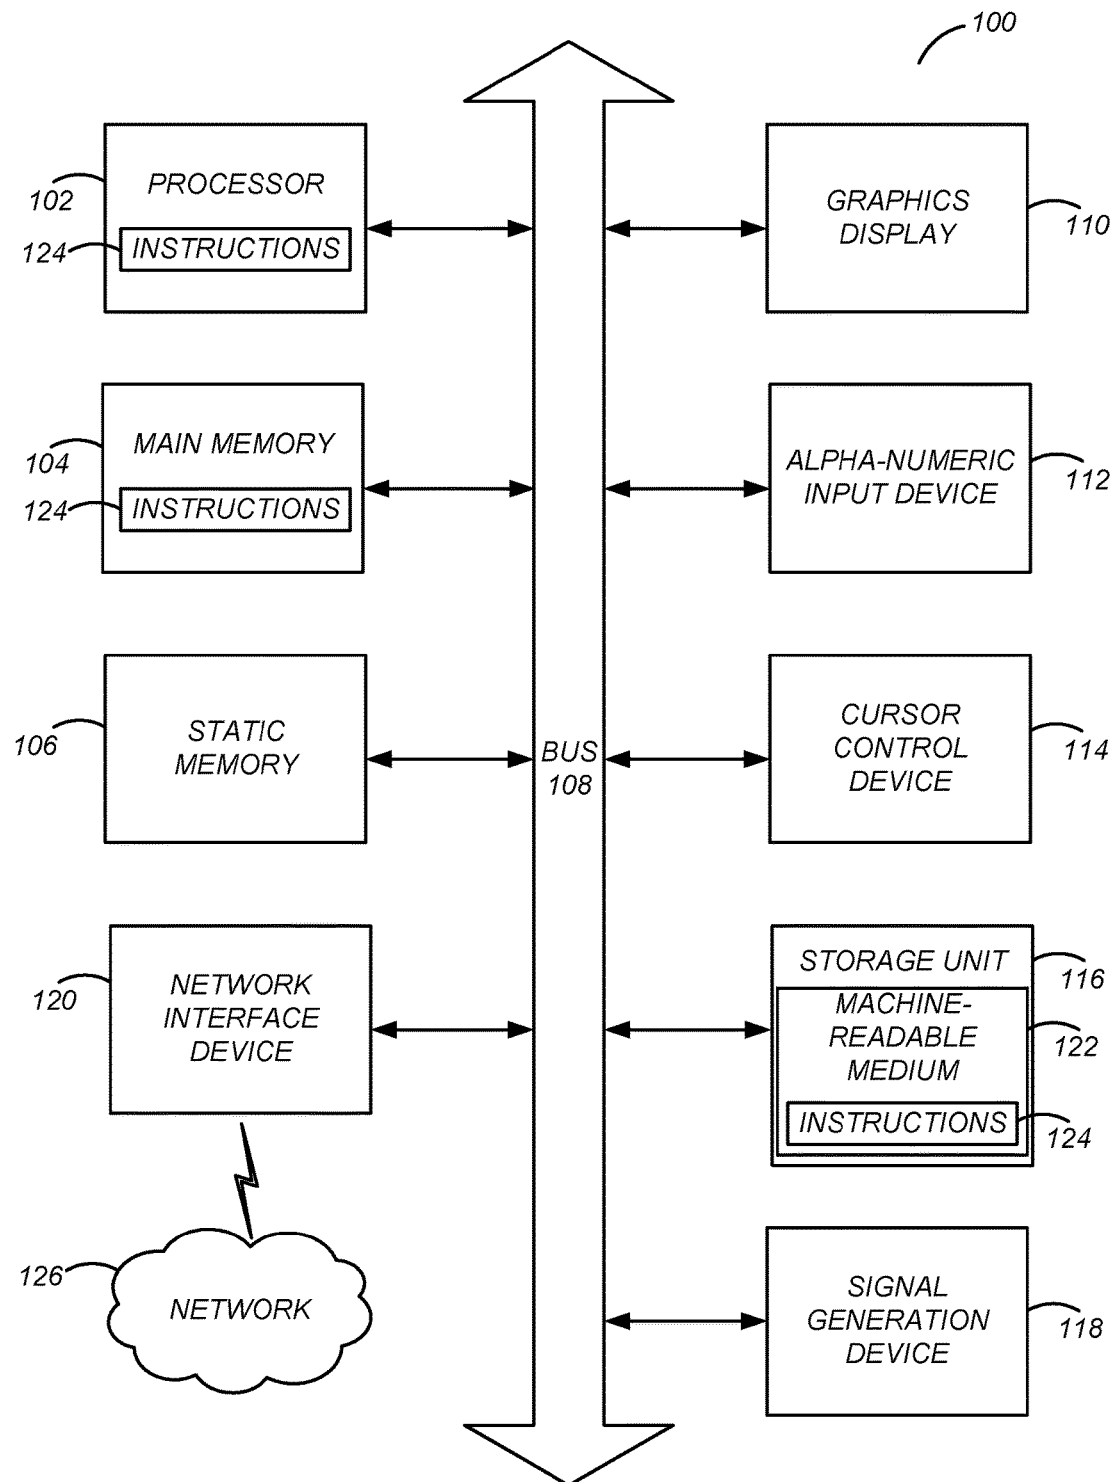 100
PROCESSOR
102
124
INSTRUCTIONS
GRAPHICS
DISPLAY
110
MAIN MEMORY
104
124
INSTRUCTIONS
ALPHA-NUMERIC
INPUT DEVICE
112
STATIC
MEMORY
106
BUS
108
CURSOR
CONTROL
DEVICE
114
NETWORK
INTERFACE
DEVICE
120
STORAGE UNIT
116
MACHINE-
READABLE
MEDIUM
122
INSTRUCTIONS
124
126
NETWORK
SIGNAL
GENERATION
DEVICE
118